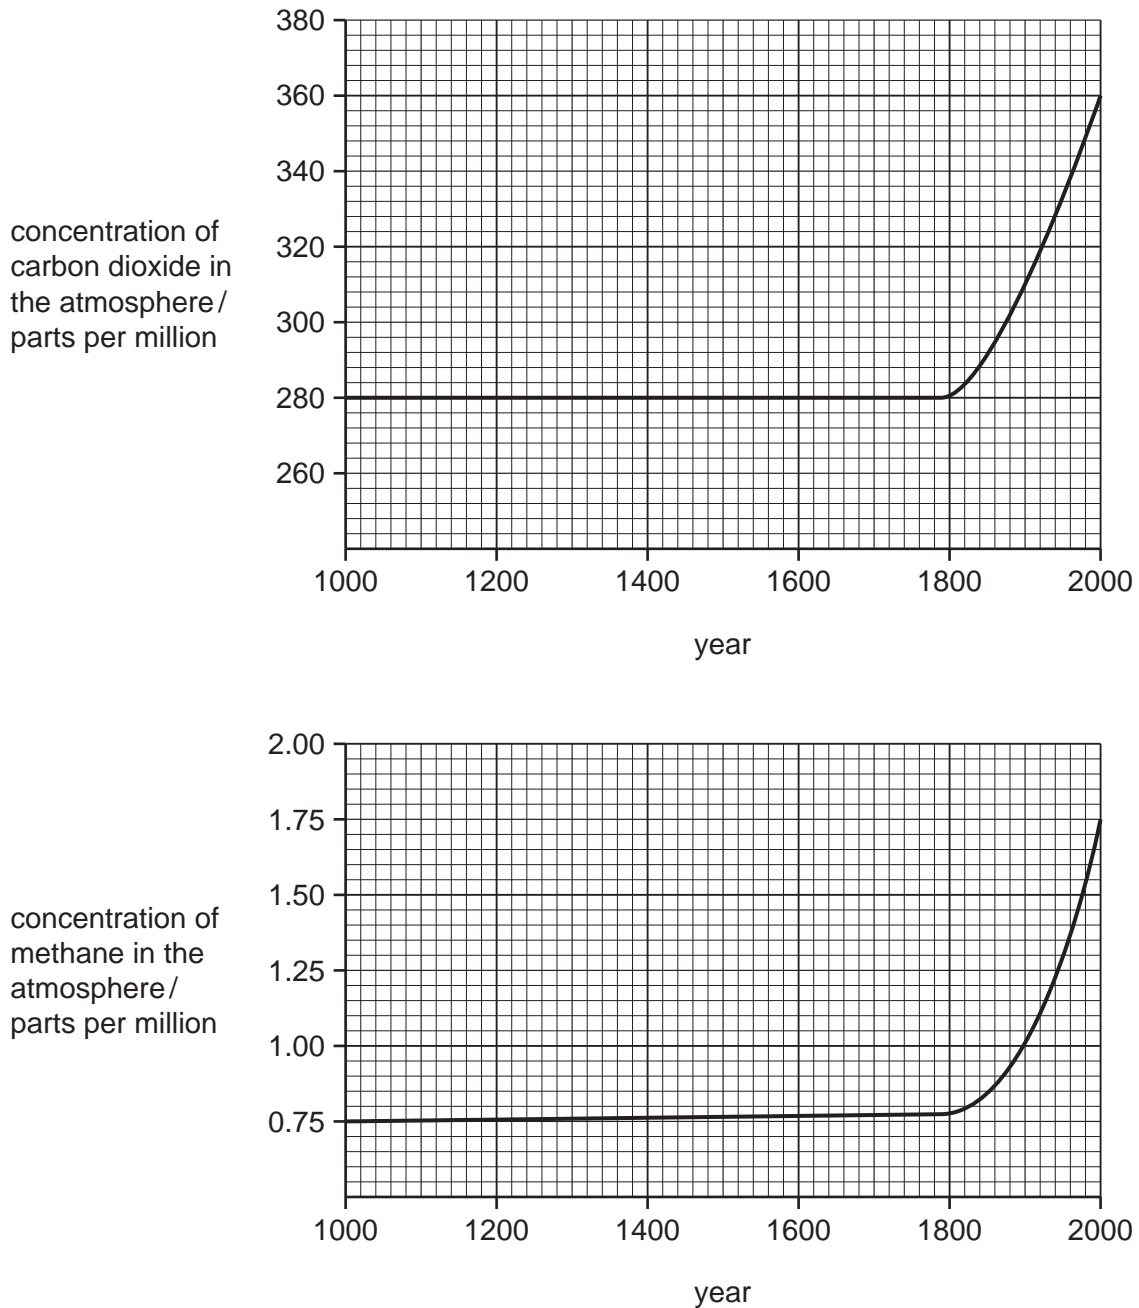 380
360
340
320
300
280
260
concentration of
carbon dioxide in
the atmosphere/
parts per million
1000 1200 1400 1600 1800 2000
year
2.00
1.75
1.50
1.25
1.00
0.75
concentration of
methane in the
atmosphere/
parts per million
1000 1200 1400 1600 1800 2000
year